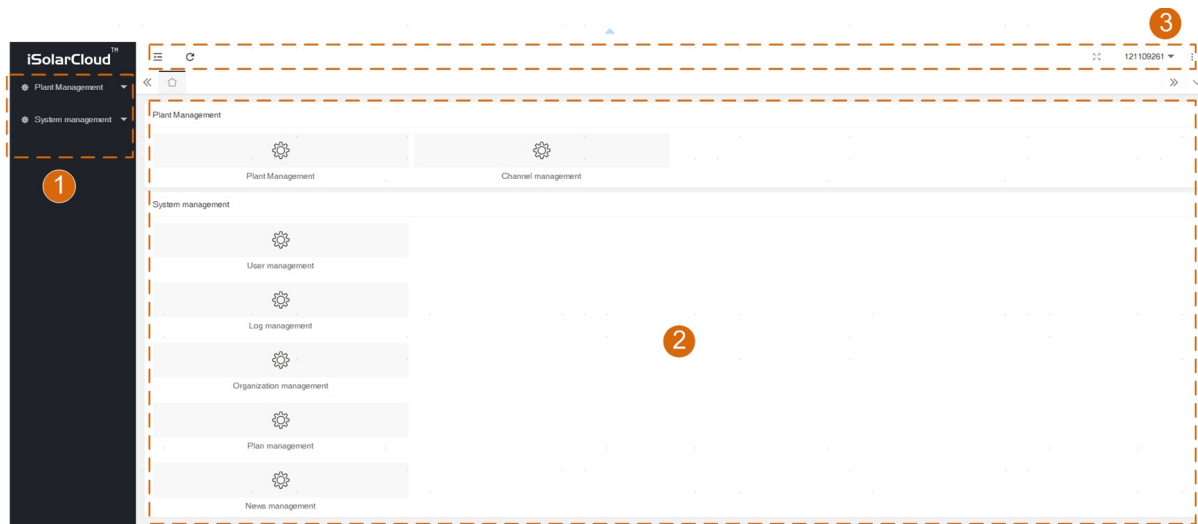 3
iSolarCloud™
121109261
Plant Management
System management
1
Plant Management
Plant Management
Channel management
System management
User management
Log management
2
Organization management
Plan management
News management